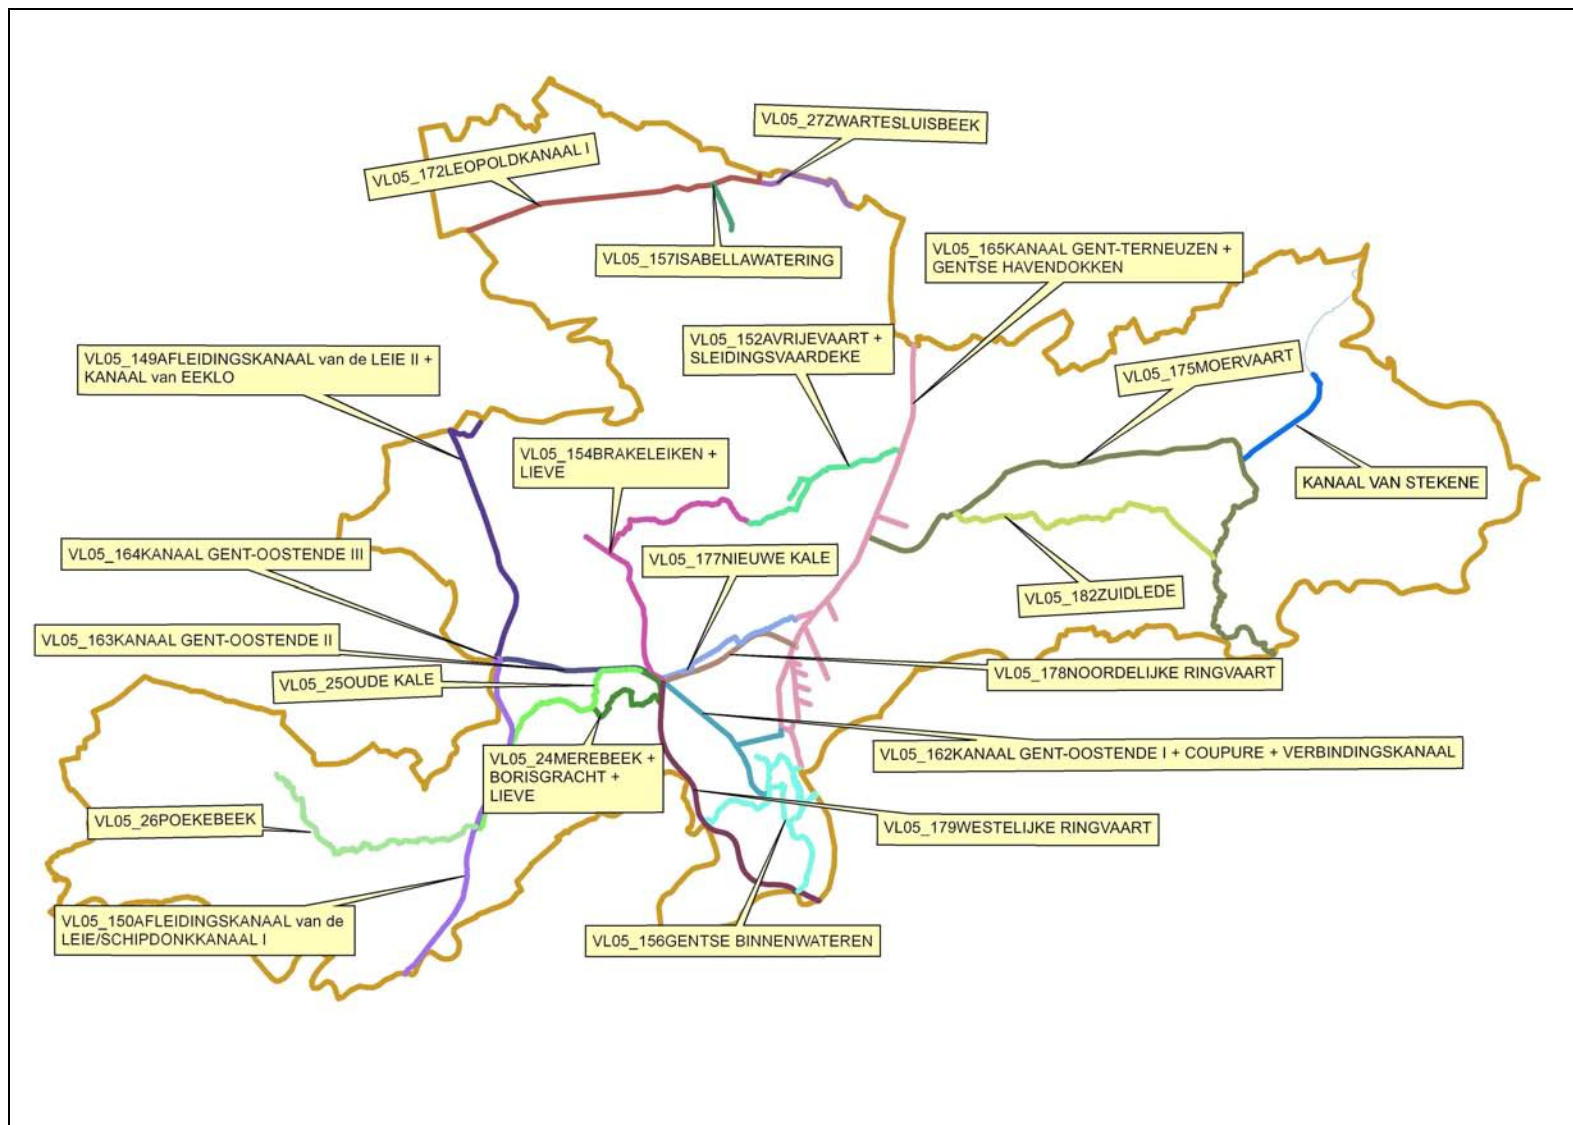 VL05_27ZWARTESLUISBEEK
VL05_172LEOPOLDKANAAL I
VL05_157ISABELLAWATERING
VL05_165KANAAL GENT-TERNEUZEN +
GENTSE HAVENDOKKEN
VL05_152AVRIJEVAART +
SLEIDINGSVAARDEKE
VL05_149AFLEIDINGSKANAAL van de LEIE II +
KANAAL van EEKLO
VL05_175MOERVAART
VL05_154BRAKELEIKEN +
LIEVE
KANAAL VAN STEKENE
VL05_164KANAAL GENT-OOSTENDE III
VL05_177NIEUWE KALE
VL05_182ZUIDLEDE
VL05_163KANAAL GENT-OOSTENDE II
VL05_25OUDE KALE
VL05_178NOORDELIJKE RINGVAART
VL05_24MEREBEEK +
BORISGRACHT +
LIEVE
VL05_162KANAAL GENT-OOSTENDE I + COUPURE + VERBINDINGSKANAAL
VL05_26POEKEBEEK
VL05_179WESTELIJKE RINGVAART
VL05_150AFLEIDINGSKANAAL van de
LEIE/SCHIPDONKKANAAL I
VL05_156GENTSE BINNENWATEREN